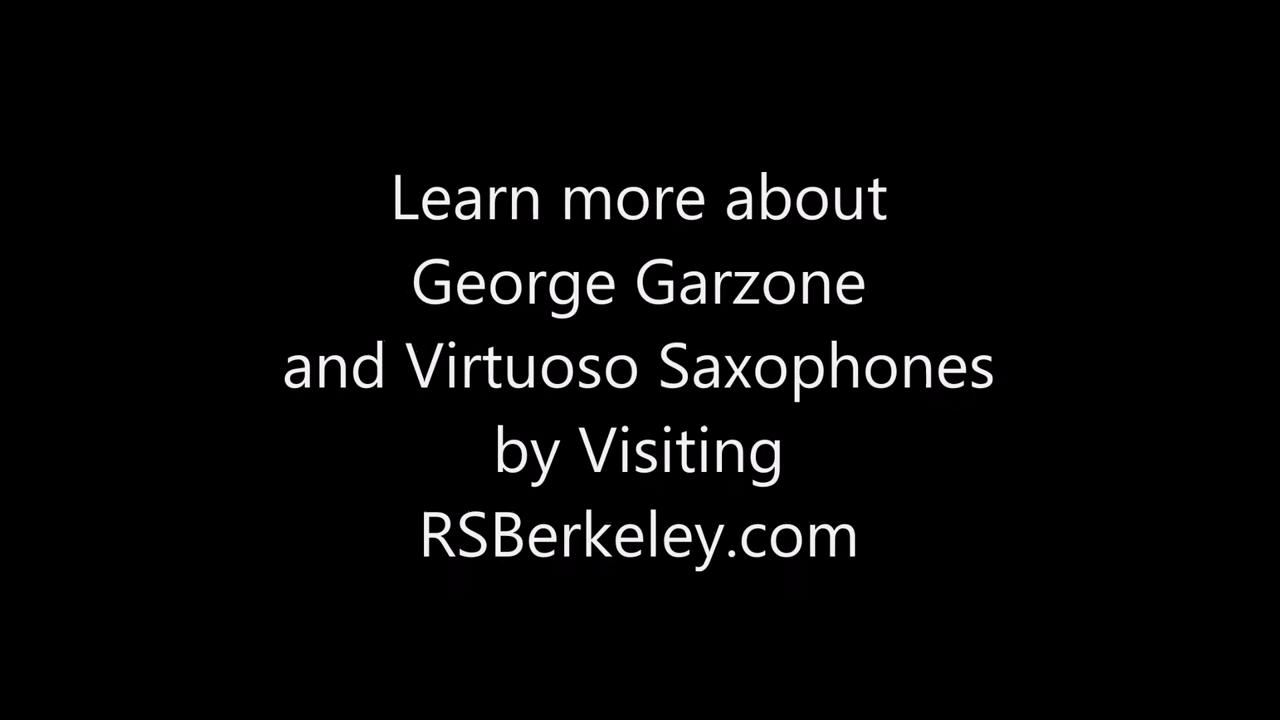 Learn more about
George Garzone
and Virtuoso Saxophones
by Visiting
RSBerkeley.com